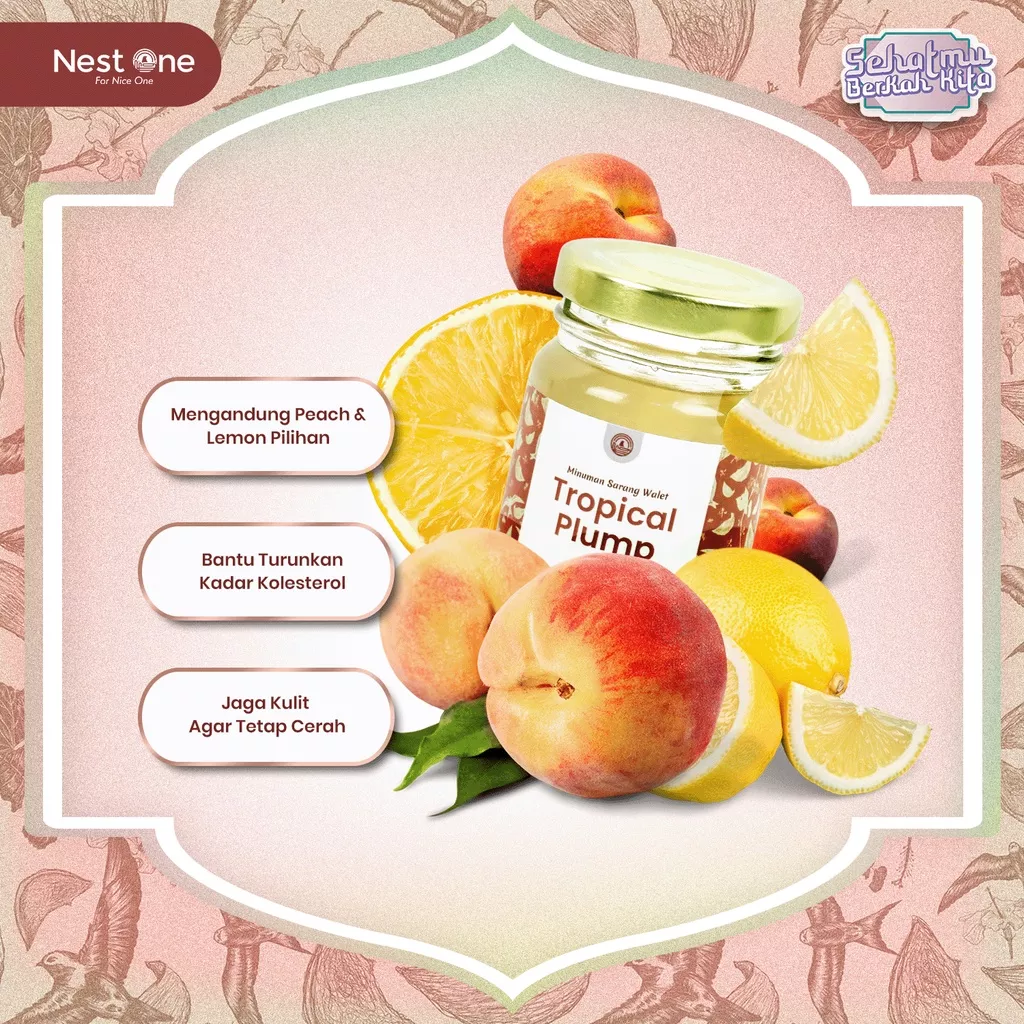 Nest One
For Nice One
Sehatmu
Berkah Kita
Mengandung Peach &
Lemon Pilihan
Bantu Turunkan
Kadar Kolesterol
Jaga Kulit
Agar Tetap Cerah
Minuman Sarang Walet
Tropical
Plump